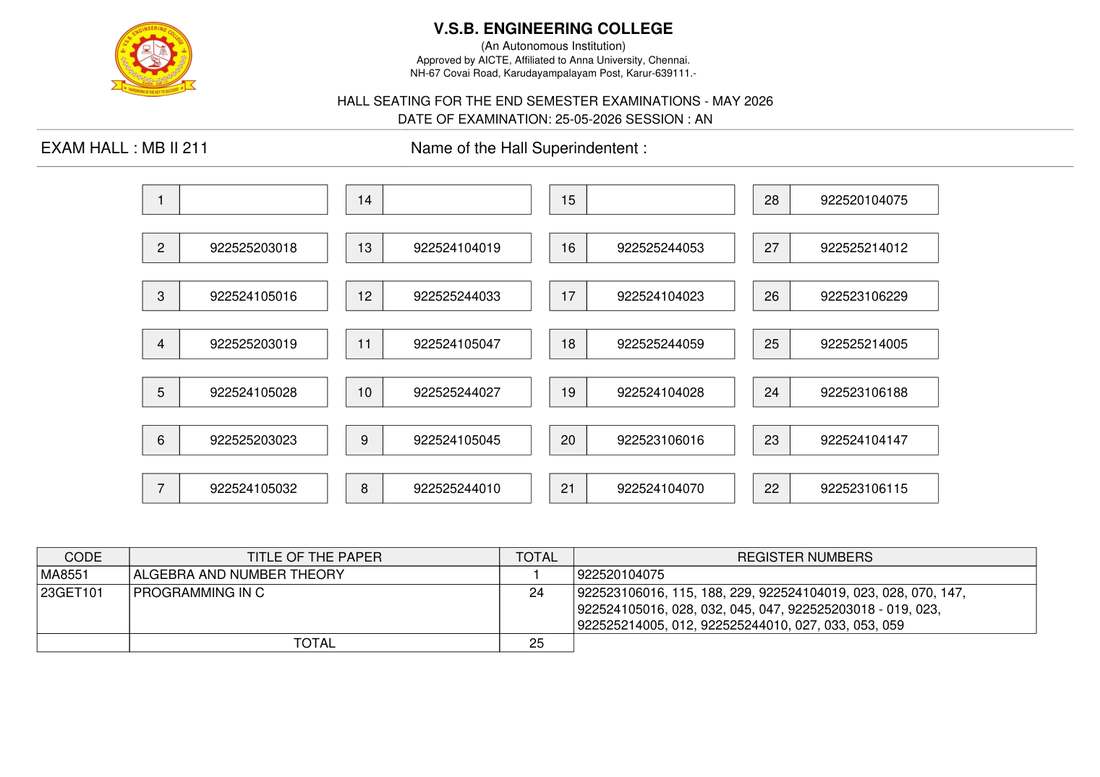 V.S.B. ENGINEERING COLLEGE
(An Autonomous Institution)
Approved by AICTE, Affiliated to Anna University, Chennai.
NH-67 Covai Road, Karudayampalayam Post, Karur-639111.-
HALL SEATING FOR THE END SEMESTER EXAMINATIONS - MAY 2026
DATE OF EXAMINATION: 25-05-2026 SESSION : AN
EXAM HALL : MB II 211 Name of the Hall Superindentent :
1 14 15 28 922520104075
2 922525203018 13 922524104019 16 922525244053 27 922525214012
3 922524105016 12 922525244033 17 922524104023 26 922523106229
4 922525203019 11 922524105047 18 922525244059 25 922525214005
5 922524105028 10 922525244027 19 922524104028 24 922523106188
6 922525203023 9 922524105045 20 922523106016 23 922524104147
7 922524105032 8 922525244010 21 922524104070 22 922523106115
CODE TITLE OF THE PAPER TOTAL REGISTER NUMBERS
MA8551 ALGEBRA AND NUMBER THEORY 1 922520104075
23GET101 PROGRAMMING IN C 24 922523106016, 115, 188, 229, 922524104019, 023, 028, 070, 147,
922524105016, 028, 032, 045, 047, 922525203018 - 019, 023,
922525214005, 012, 922525244010, 027, 033, 053, 059
TOTAL 25